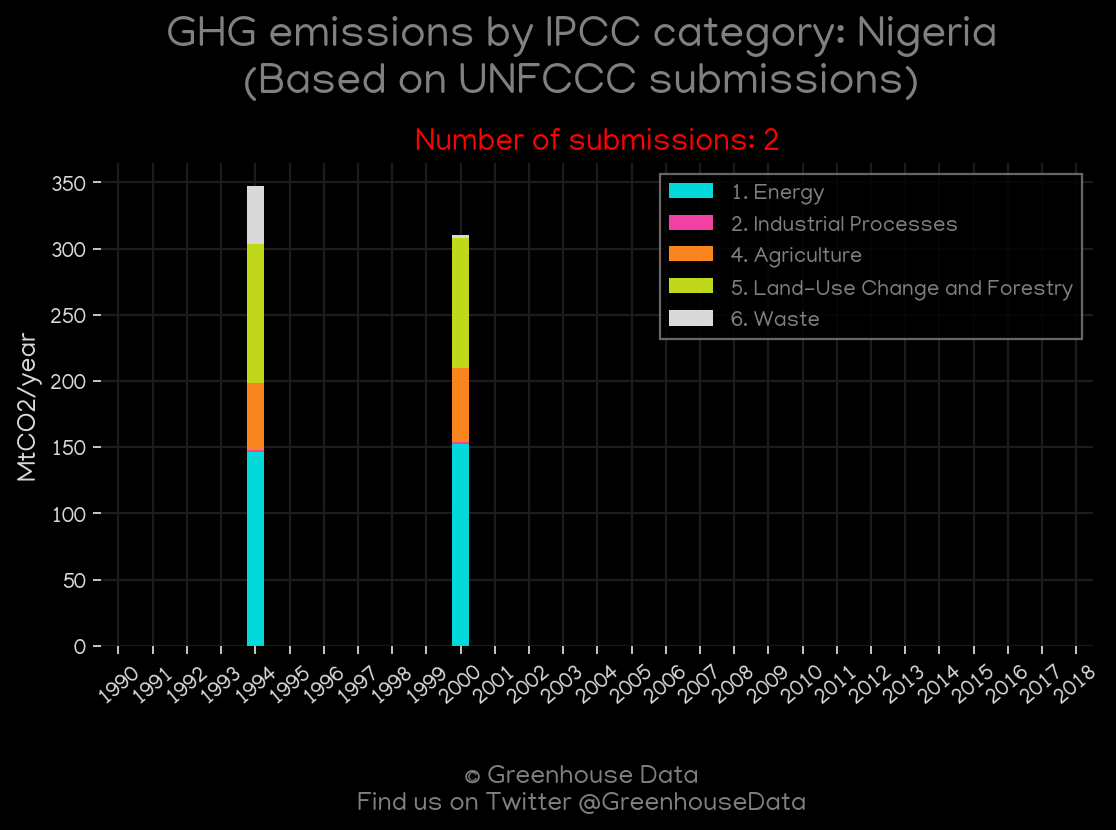 GHG emissions by IPCC category: Nigeria
(Based on UNFCCC submissions)
Number of submissions: 2
1. Energy
2. Industrial Processes
4. Agriculture
5. Land-Use Change and Forestry
6. Waste
MtCO2/year
350
300
250
200
150
100
50
0
1990 1991 1992 1993 1994 1995 1996 1997 1998 1999 2000 2001 2002 2003 2004 2005 2006 2007 2008 2009 2010 2011 2012 2013 2014 2015 2016 2017 2018
© Greenhouse Data
Find us on Twitter @GreenhouseData